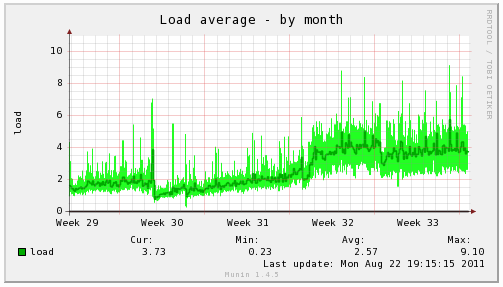 Load average - by month
RRDTOOL / TOBI OETIKER
load
10
8
6
4
2
0
Week 29 Week 30 Week 31 Week 32 Week 33
Cur: Min: Avg: Max:
load 3.73 0.23 2.57 9.10
Last update: Mon Aug 22 19:15:15 2011
Munin 1.4.5